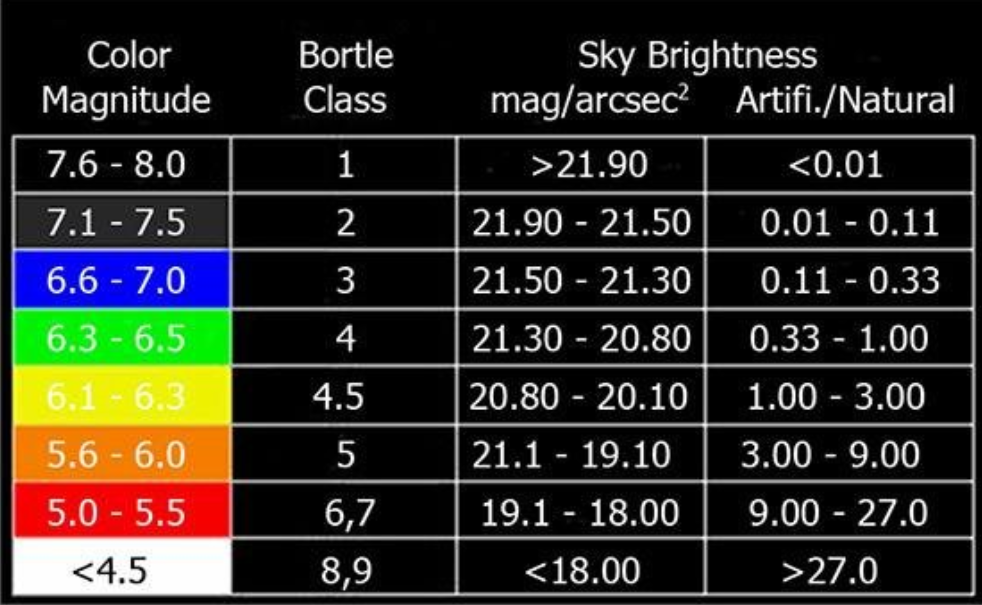 Color Bortle Sky Brightness
Magnitude Class mag/arcsec² Artifi./Natural
7.6 - 8.0 1 >21.90 <0.01
7.1 - 7.5 2 21.90 - 21.50 0.01 - 0.11
6.6 - 7.0 3 21.50 - 21.30 0.11 - 0.33
6.3 - 6.5 4 21.30 - 20.80 0.33 - 1.00
6.1 - 6.3 4.5 20.80 - 20.10 1.00 - 3.00
5.6 - 6.0 5 21.1 - 19.10 3.00 - 9.00
5.0 - 5.5 6,7 19.1 - 18.00 9.00 - 27.0
<4.5 8,9 <18.00 >27.0